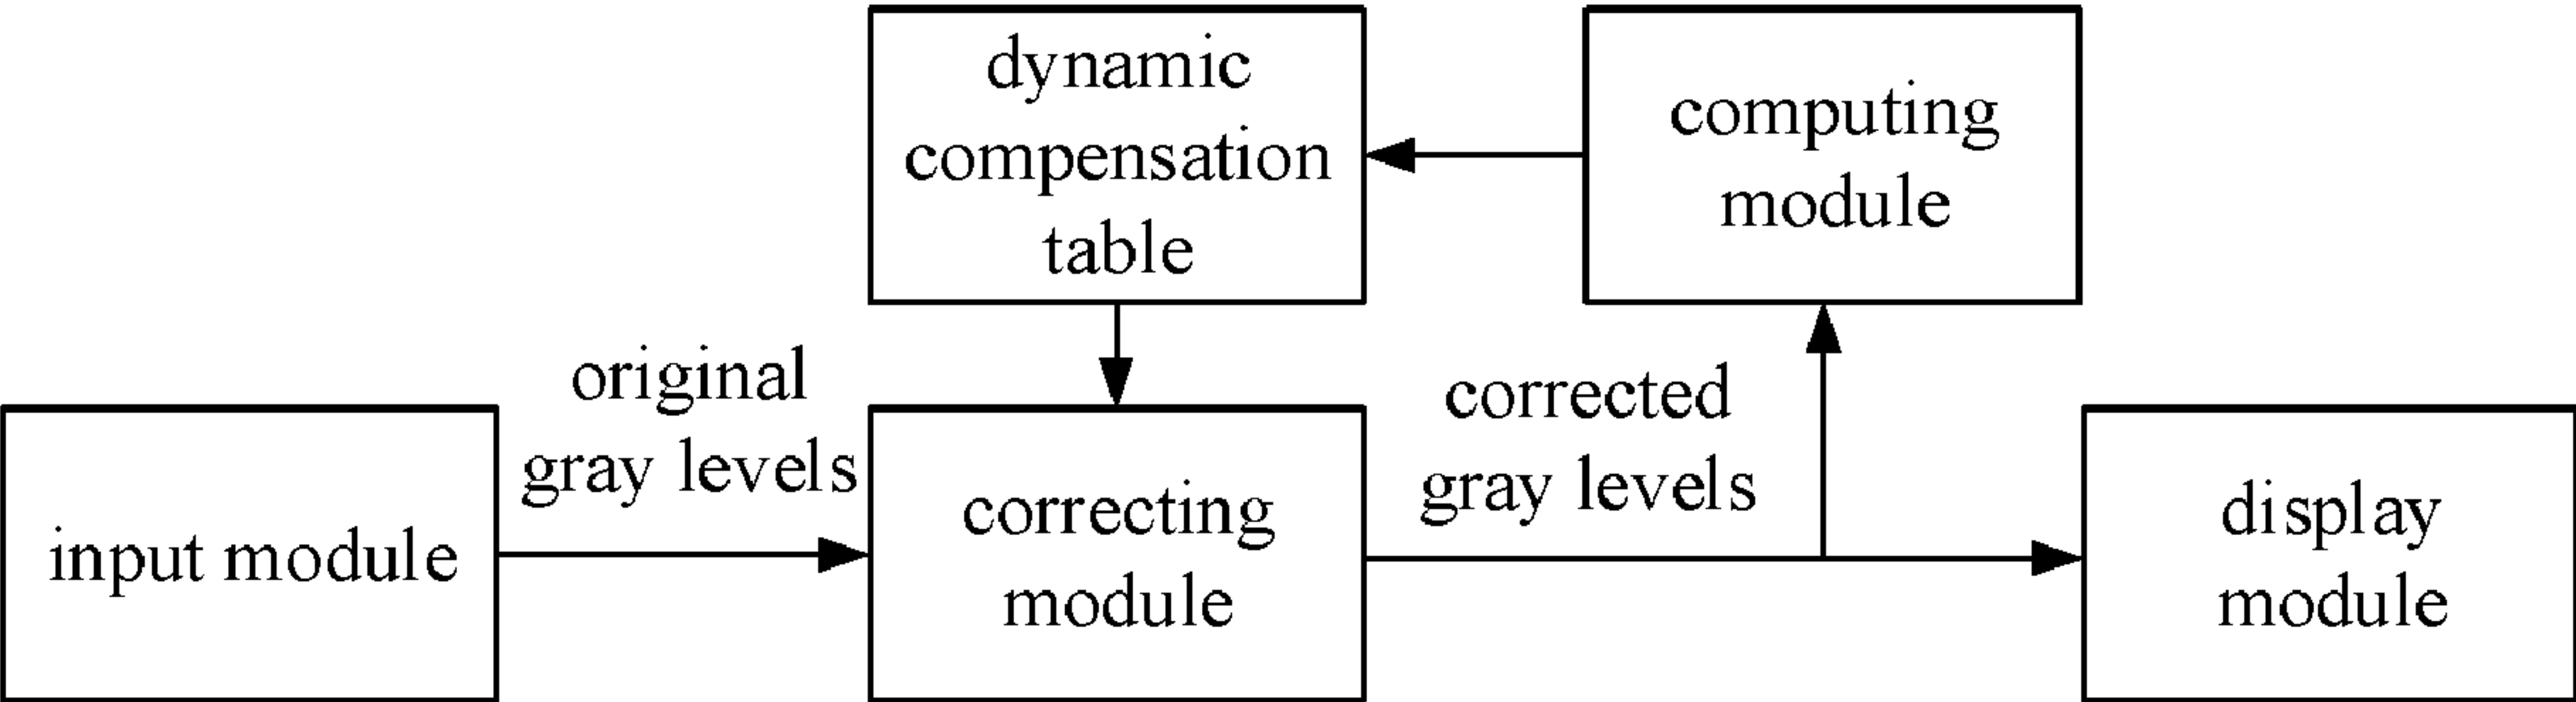 dynamic
compensation
table
computing
module
original
gray levels
corrected
gray levels
input module
correcting
module
display
module